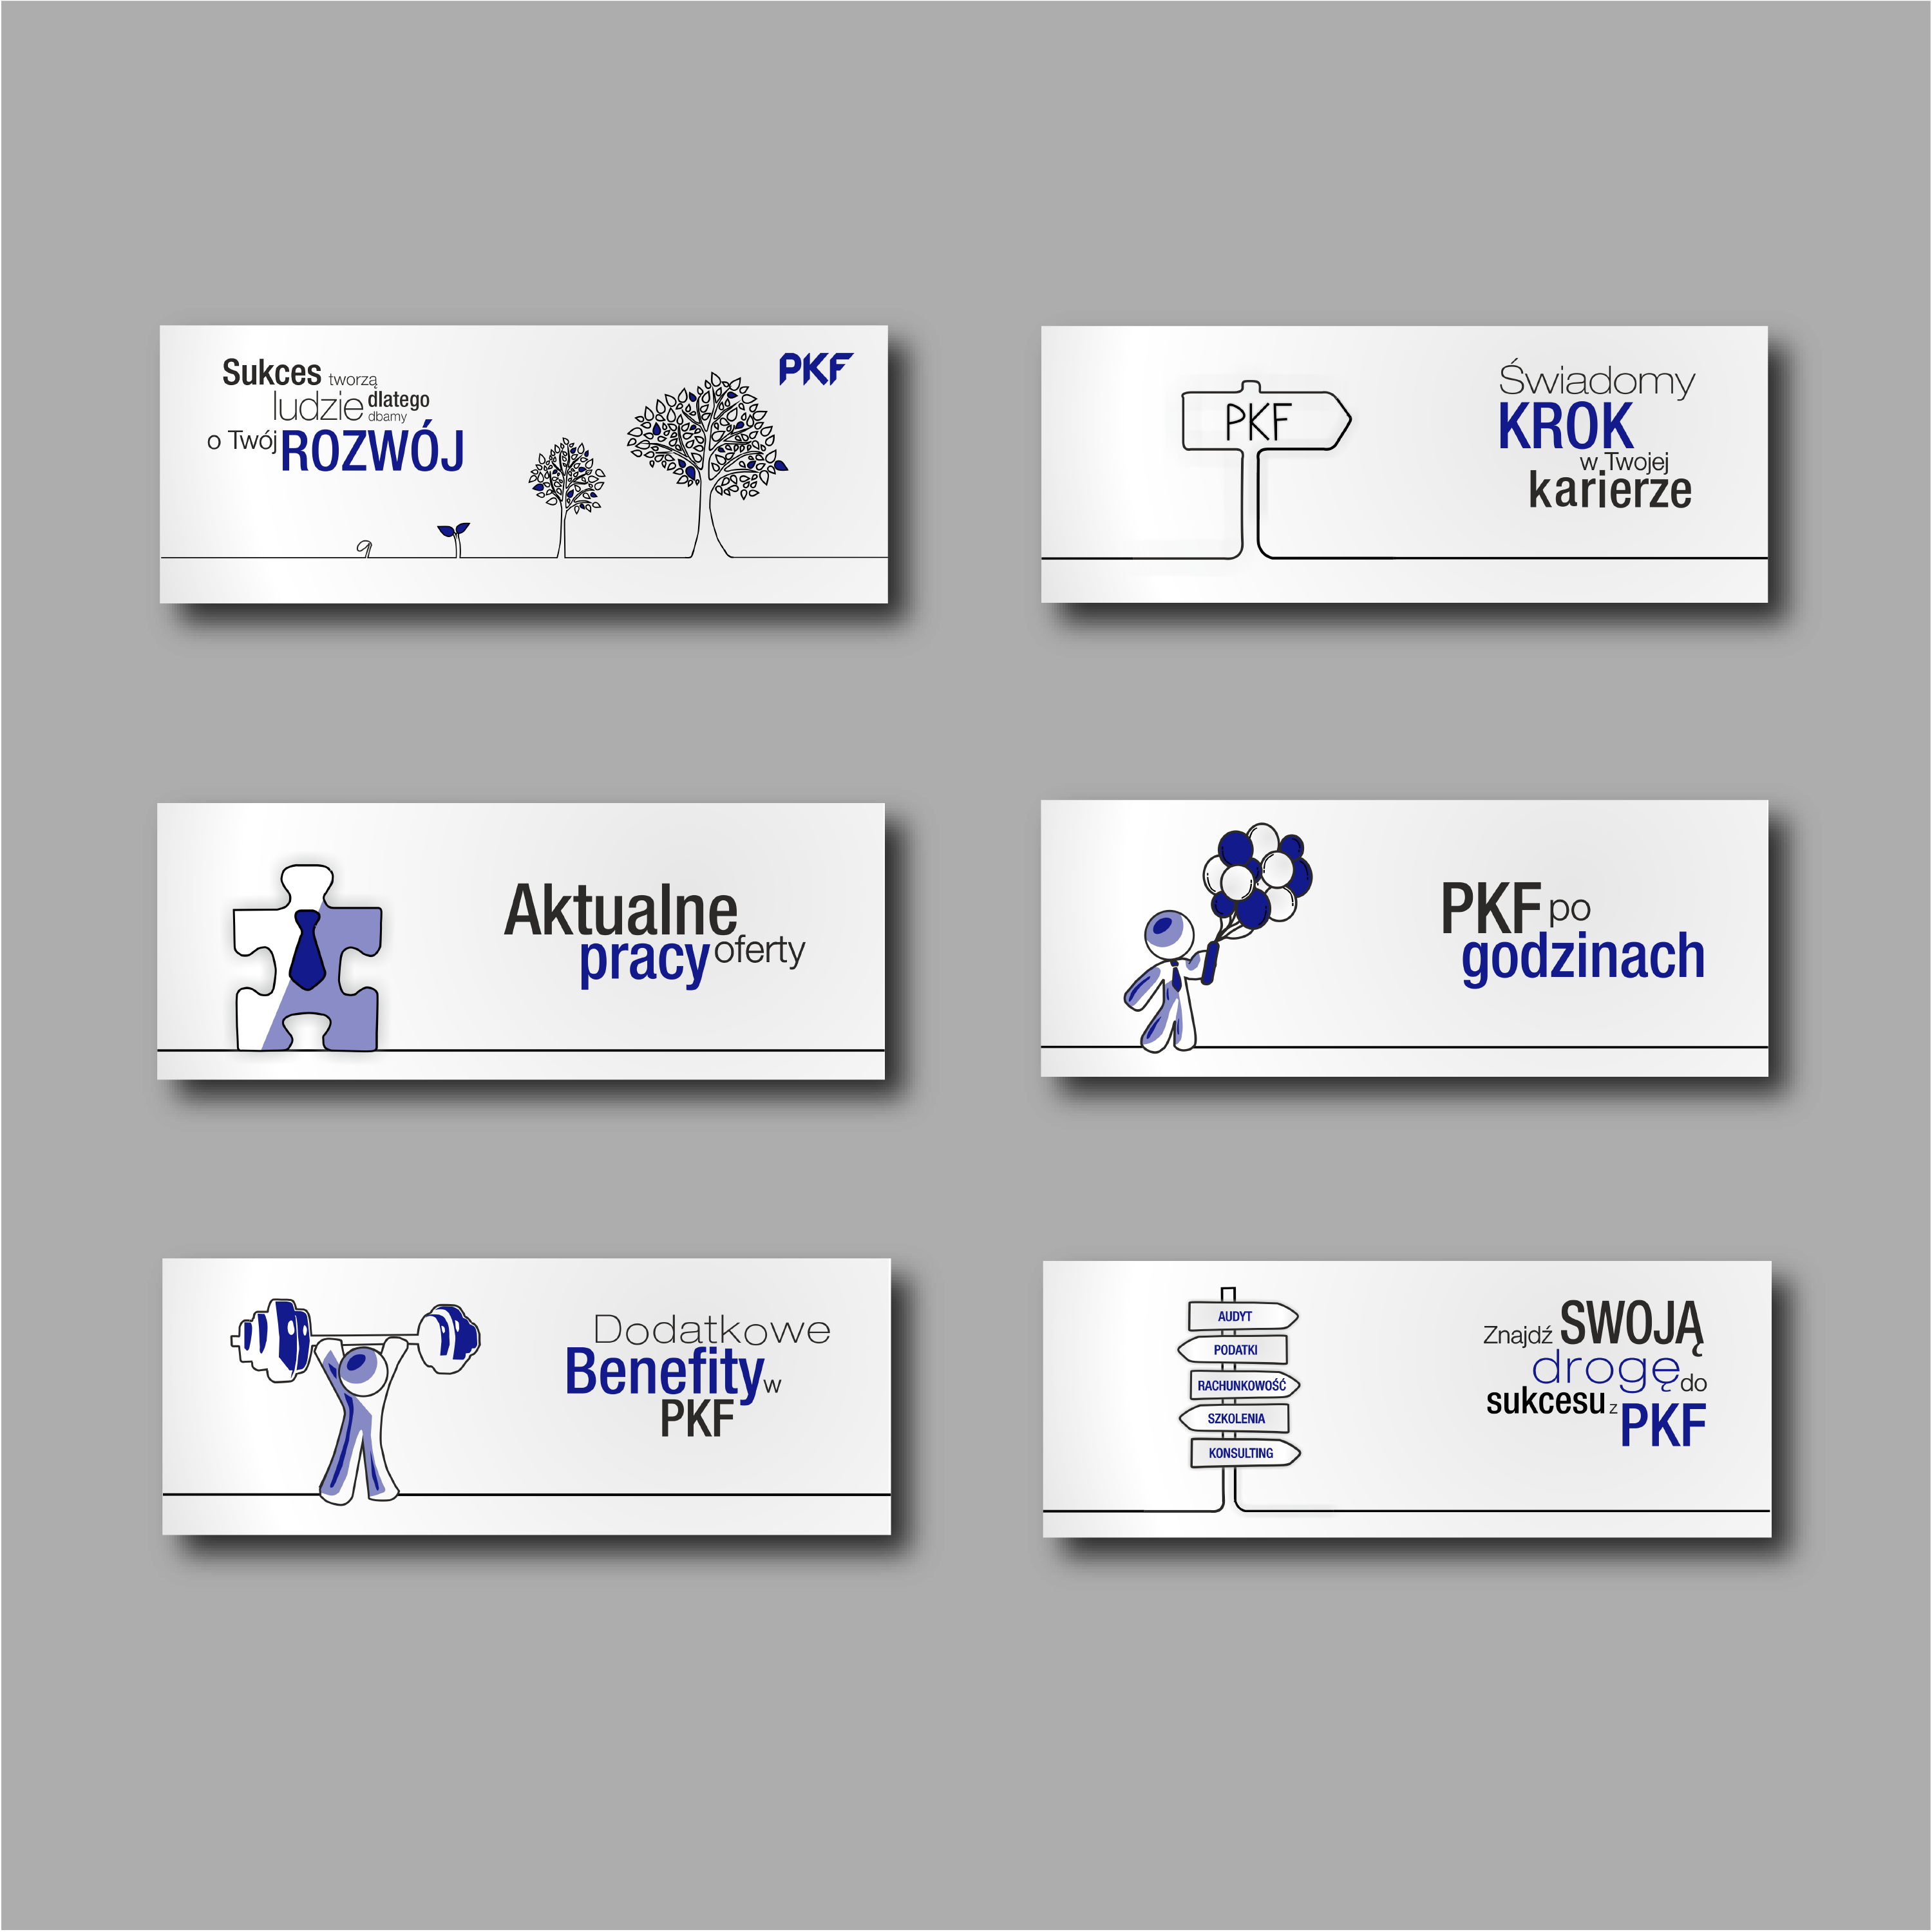 Sukces tworzą
ludzie dlatego
dbamy
o Twój ROZWÓJ
PKF
PKF
Świadomy
KROK
w Twojej
karierze
Aktualne
pracy oferty
PKF po
godzinach
Dodatkowe
Benefity w
PKF
AUDYT
PODATKI
RACHUNKOWOŚĆ
SZKOLENIA
KONSULTING
Znajdź SWOJĄ
drogę do
sukcesu z
PKF